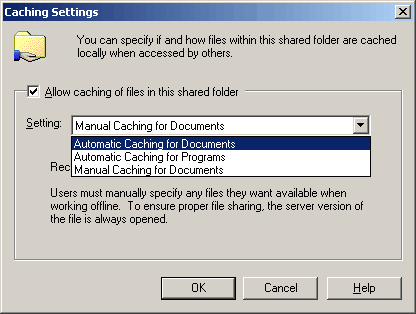 Caching Settings
You can specify if and how files within this shared folder are cached
locally when accessed by others.
Allow caching of files in this shared folder
Setting: Manual Caching for Documents
Automatic Caching for Documents
Automatic Caching for Programs
Manual Caching for Documents
Users must manually specify any files they want available when
working offline. To ensure proper file sharing, the server version of
the file is always opened.
OK Cancel Help